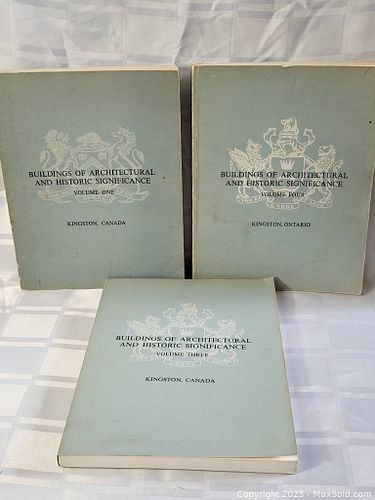 BUILDINGS OF ARCHITECTURAL
AND HISTORIC SIGNIFICANCE
VOLUME ONE
KINGSTON, CANADA
BUILDINGS OF ARCHITECTURAL
AND HISTORIC SIGNIFICANCE
VOLUME FOUR
KINGSTON, ONTARIO
BUILDINGS OF ARCHITECTURAL
AND HISTORIC SIGNIFICANCE
VOLUME THREE
KINGSTON, CANADA
Copyright © 2023 - MaxSold.com